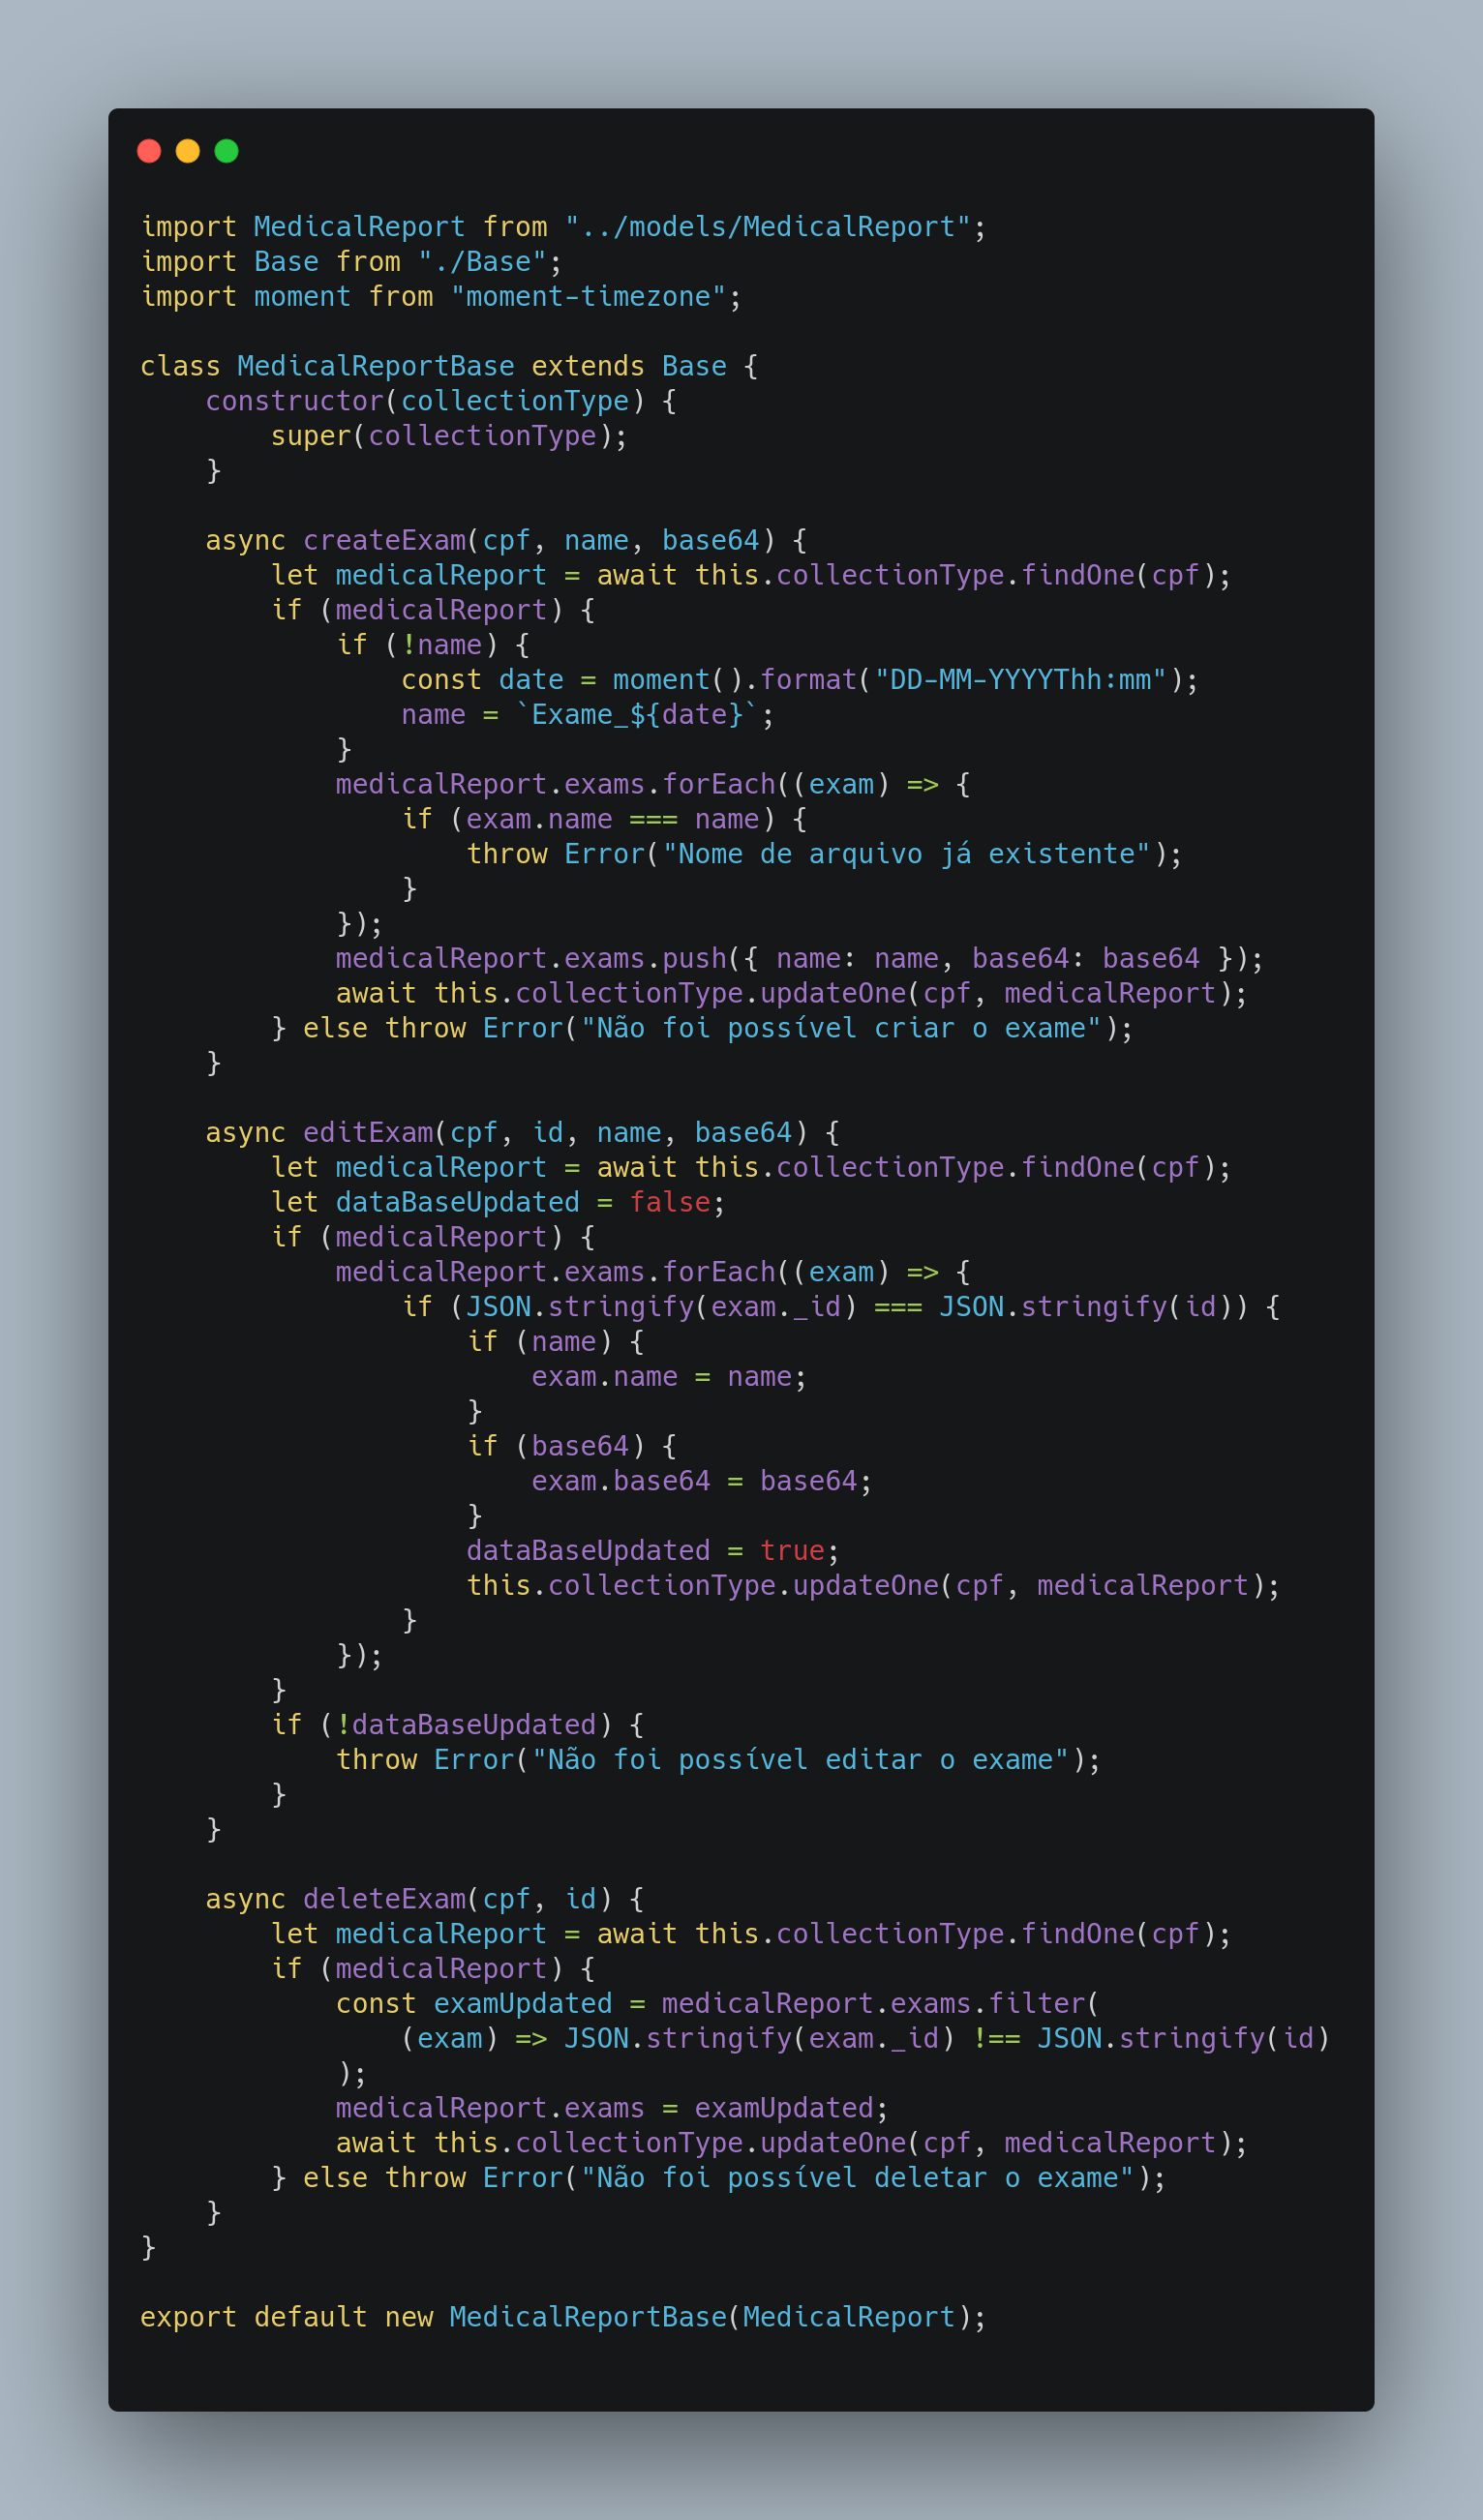 import MedicalReport from "../models/MedicalReport";
import Base from "./Base";
import moment from "moment-timezone";

class MedicalReportBase extends Base {
    constructor(collectionType) {
        super(collectionType);
    }

    async createExam(cpf, name, base64) {
        let medicalReport = await this.collectionType.findOne(cpf);
        if (medicalReport) {
            if (!name) {
                const date = moment().format("DD-MM-YYYYThh:mm");
                name = `Exame_${date}`;
            }
            medicalReport.exams.forEach((exam) => {
                if (exam.name === name) {
                    throw Error("Nome de arquivo já existente");
                }
            });
            medicalReport.exams.push({ name: name, base64: base64 });
            await this.collectionType.updateOne(cpf, medicalReport);
        } else throw Error("Não foi possível criar o exame");
    }

    async editExam(cpf, id, name, base64) {
        let medicalReport = await this.collectionType.findOne(cpf);
        let dataBaseUpdated = false;
        if (medicalReport) {
            medicalReport.exams.forEach((exam) => {
                if (JSON.stringify(exam._id) === JSON.stringify(id)) {
                    if (name) {
                        exam.name = name;
                    }
                    if (base64) {
                        exam.base64 = base64;
                    }
                    dataBaseUpdated = true;
                    this.collectionType.updateOne(cpf, medicalReport);
                }
            });
        }
        if (!dataBaseUpdated) {
            throw Error("Não foi possível editar o exame");
        }
    }

    async deleteExam(cpf, id) {
        let medicalReport = await this.collectionType.findOne(cpf);
        if (medicalReport) {
            const examUpdated = medicalReport.exams.filter(
                (exam) => JSON.stringify(exam._id) !== JSON.stringify(id)
            );
            medicalReport.exams = examUpdated;
            await this.collectionType.updateOne(cpf, medicalReport);
        } else throw Error("Não foi possível deletar o exame");
    }
}

export default new MedicalReportBase(MedicalReport);